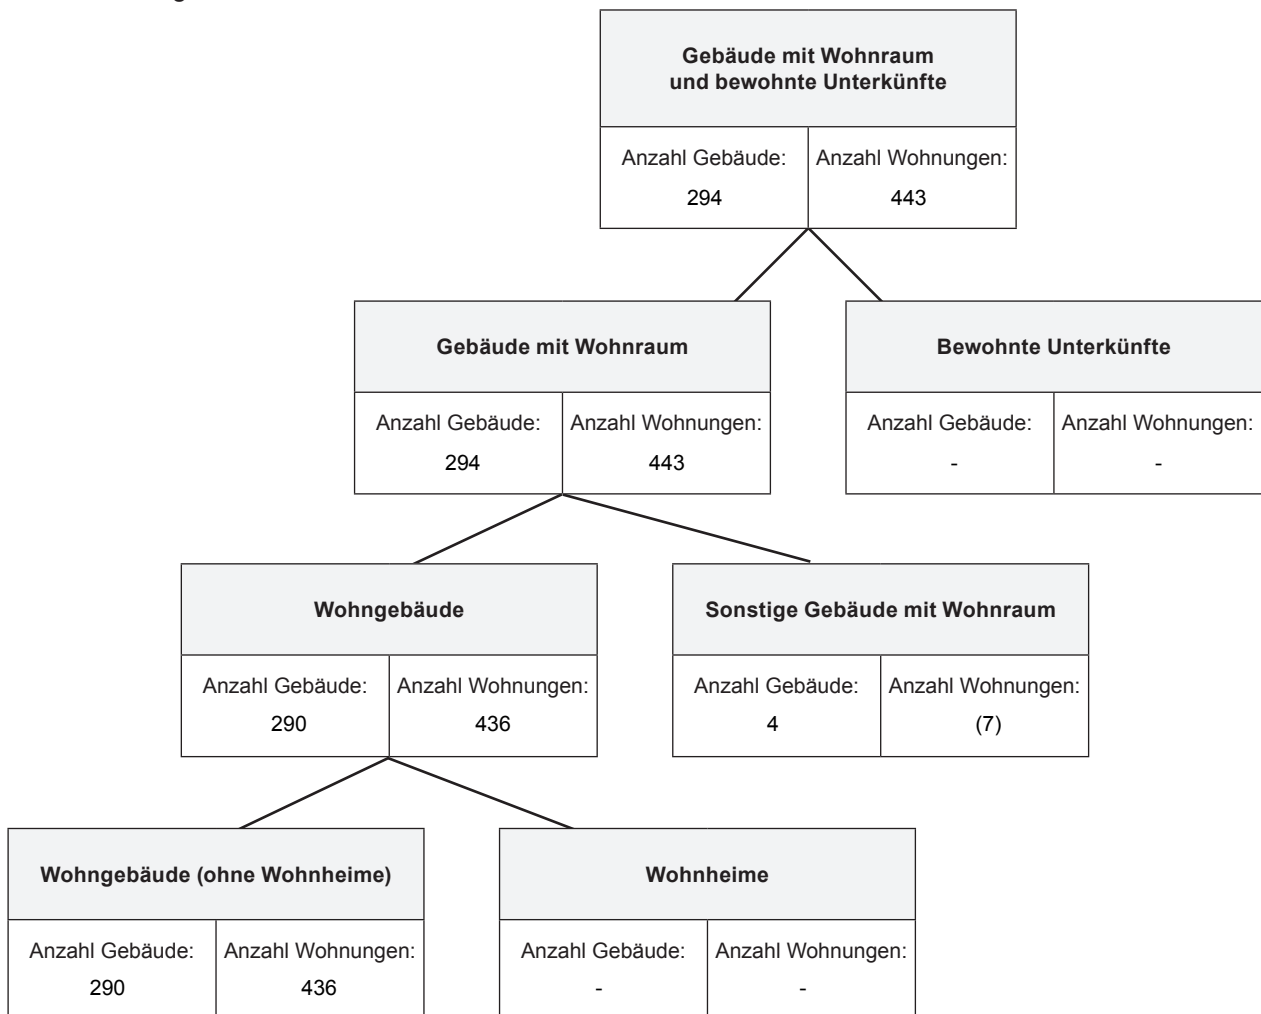 Gebäude mit Wohnraum
und bewohnte Unterkünfte
Anzahl Gebäude: Anzahl Wohnungen:
294 443
Gebäude mit Wohnraum
Anzahl Gebäude: Anzahl Wohnungen:
294 443
Bewohnte Unterkünfte
Anzahl Gebäude: Anzahl Wohnungen:
- -
Wohngebäude
Anzahl Gebäude: Anzahl Wohnungen:
290 436
Sonstige Gebäude mit Wohnraum
Anzahl Gebäude: Anzahl Wohnungen:
4 (7)
Wohngebäude (ohne Wohnheime)
Anzahl Gebäude: Anzahl Wohnungen:
290 436
Wohnheime
Anzahl Gebäude: Anzahl Wohnungen:
- -